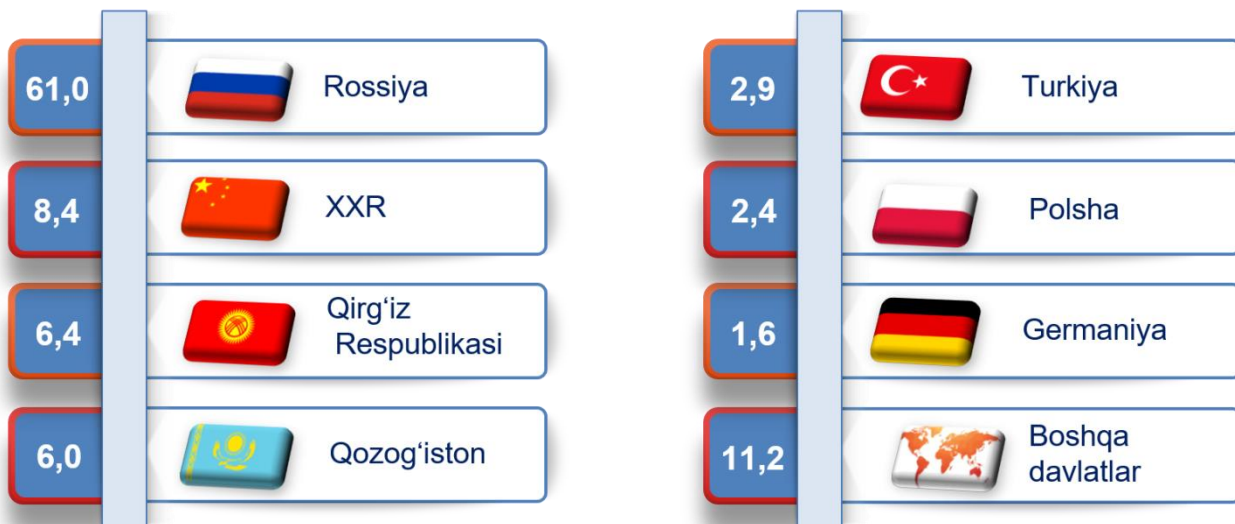 61,0 Rossiya
8,4 XXR
6,4 Qirg‘iz
Respublikasi
6,0 Qozog‘iston
2,9 Turkiya
2,4 Polsha
1,6 Germaniya
11,2 Boshqa
davlatlar